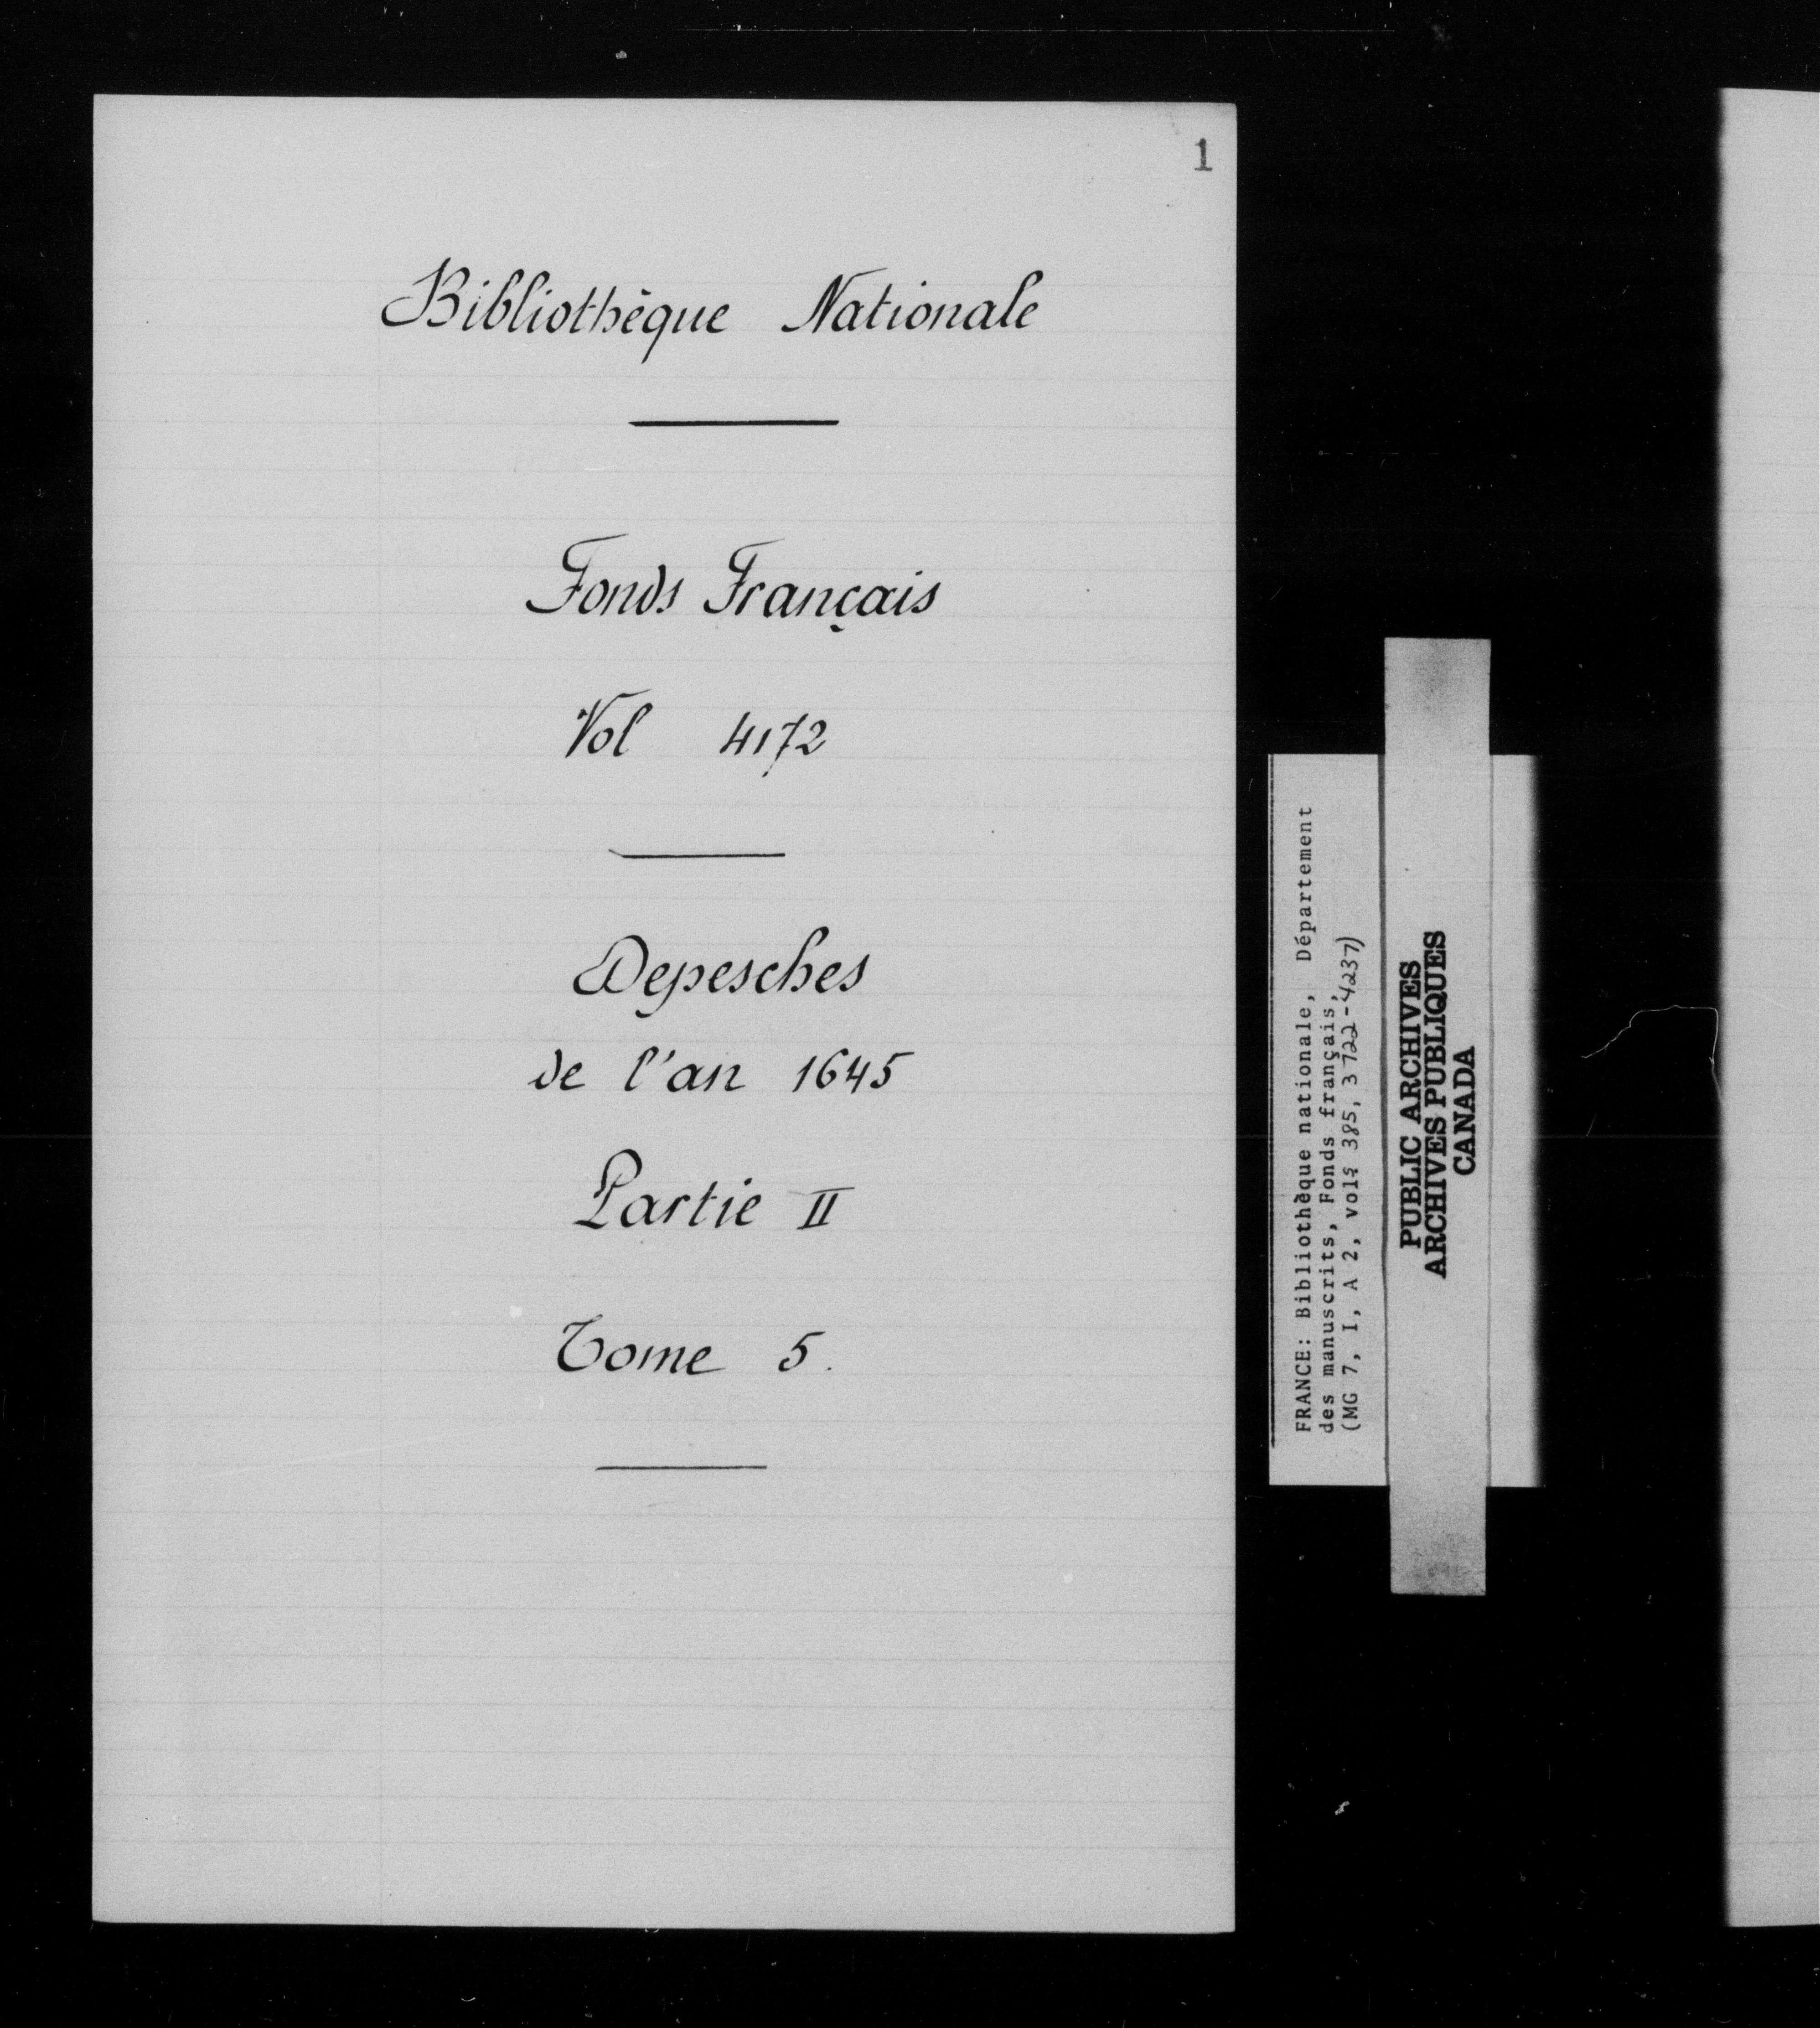 1
Bibliothèque Nationale
Fonds Français
Vol 4172
Depesches
de l'an 1645
Partie II
Tome 5.
FRANCE: Bibliothèque nationale, Département
des manuscrits, Fonds français,
(MG 7, I, A 2, vols 385, 3722-4237)
PUBLIC ARCHIVES
ARCHIVES PUBLIQUES
CANADA